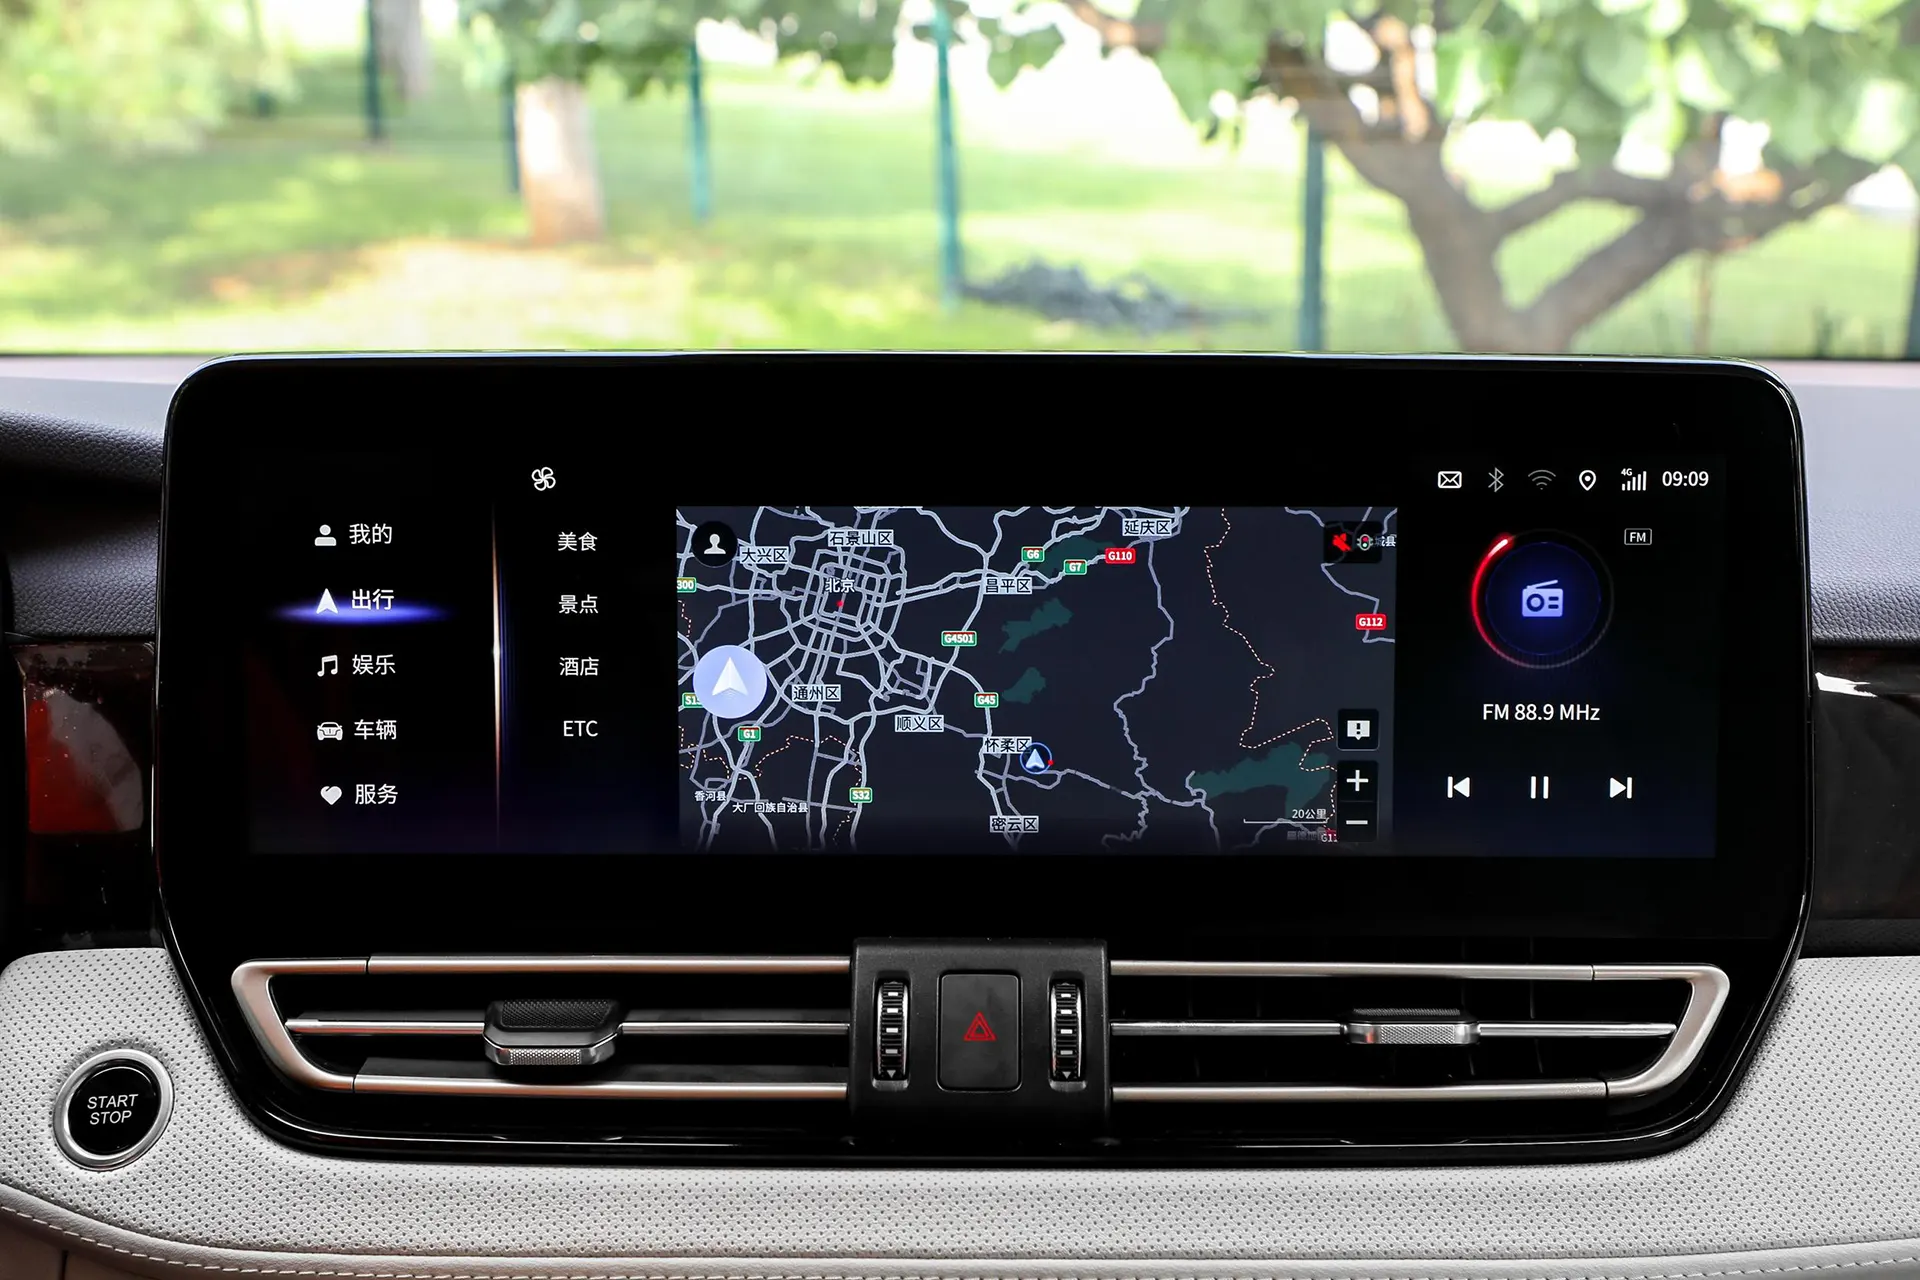 4G
09:09
我的
出行
娱乐
车辆
服务
美食
景点
酒店
ETC
延庆区
石景山区
大兴区
G6
G110
G7
300
北京
昌平区
G112
G4501
通州区
G45
顺义区
G1
怀柔区
香河县
大厂回族自治县
S32
密云区
20公里
FM
FM 88.9 MHz
START
STOP